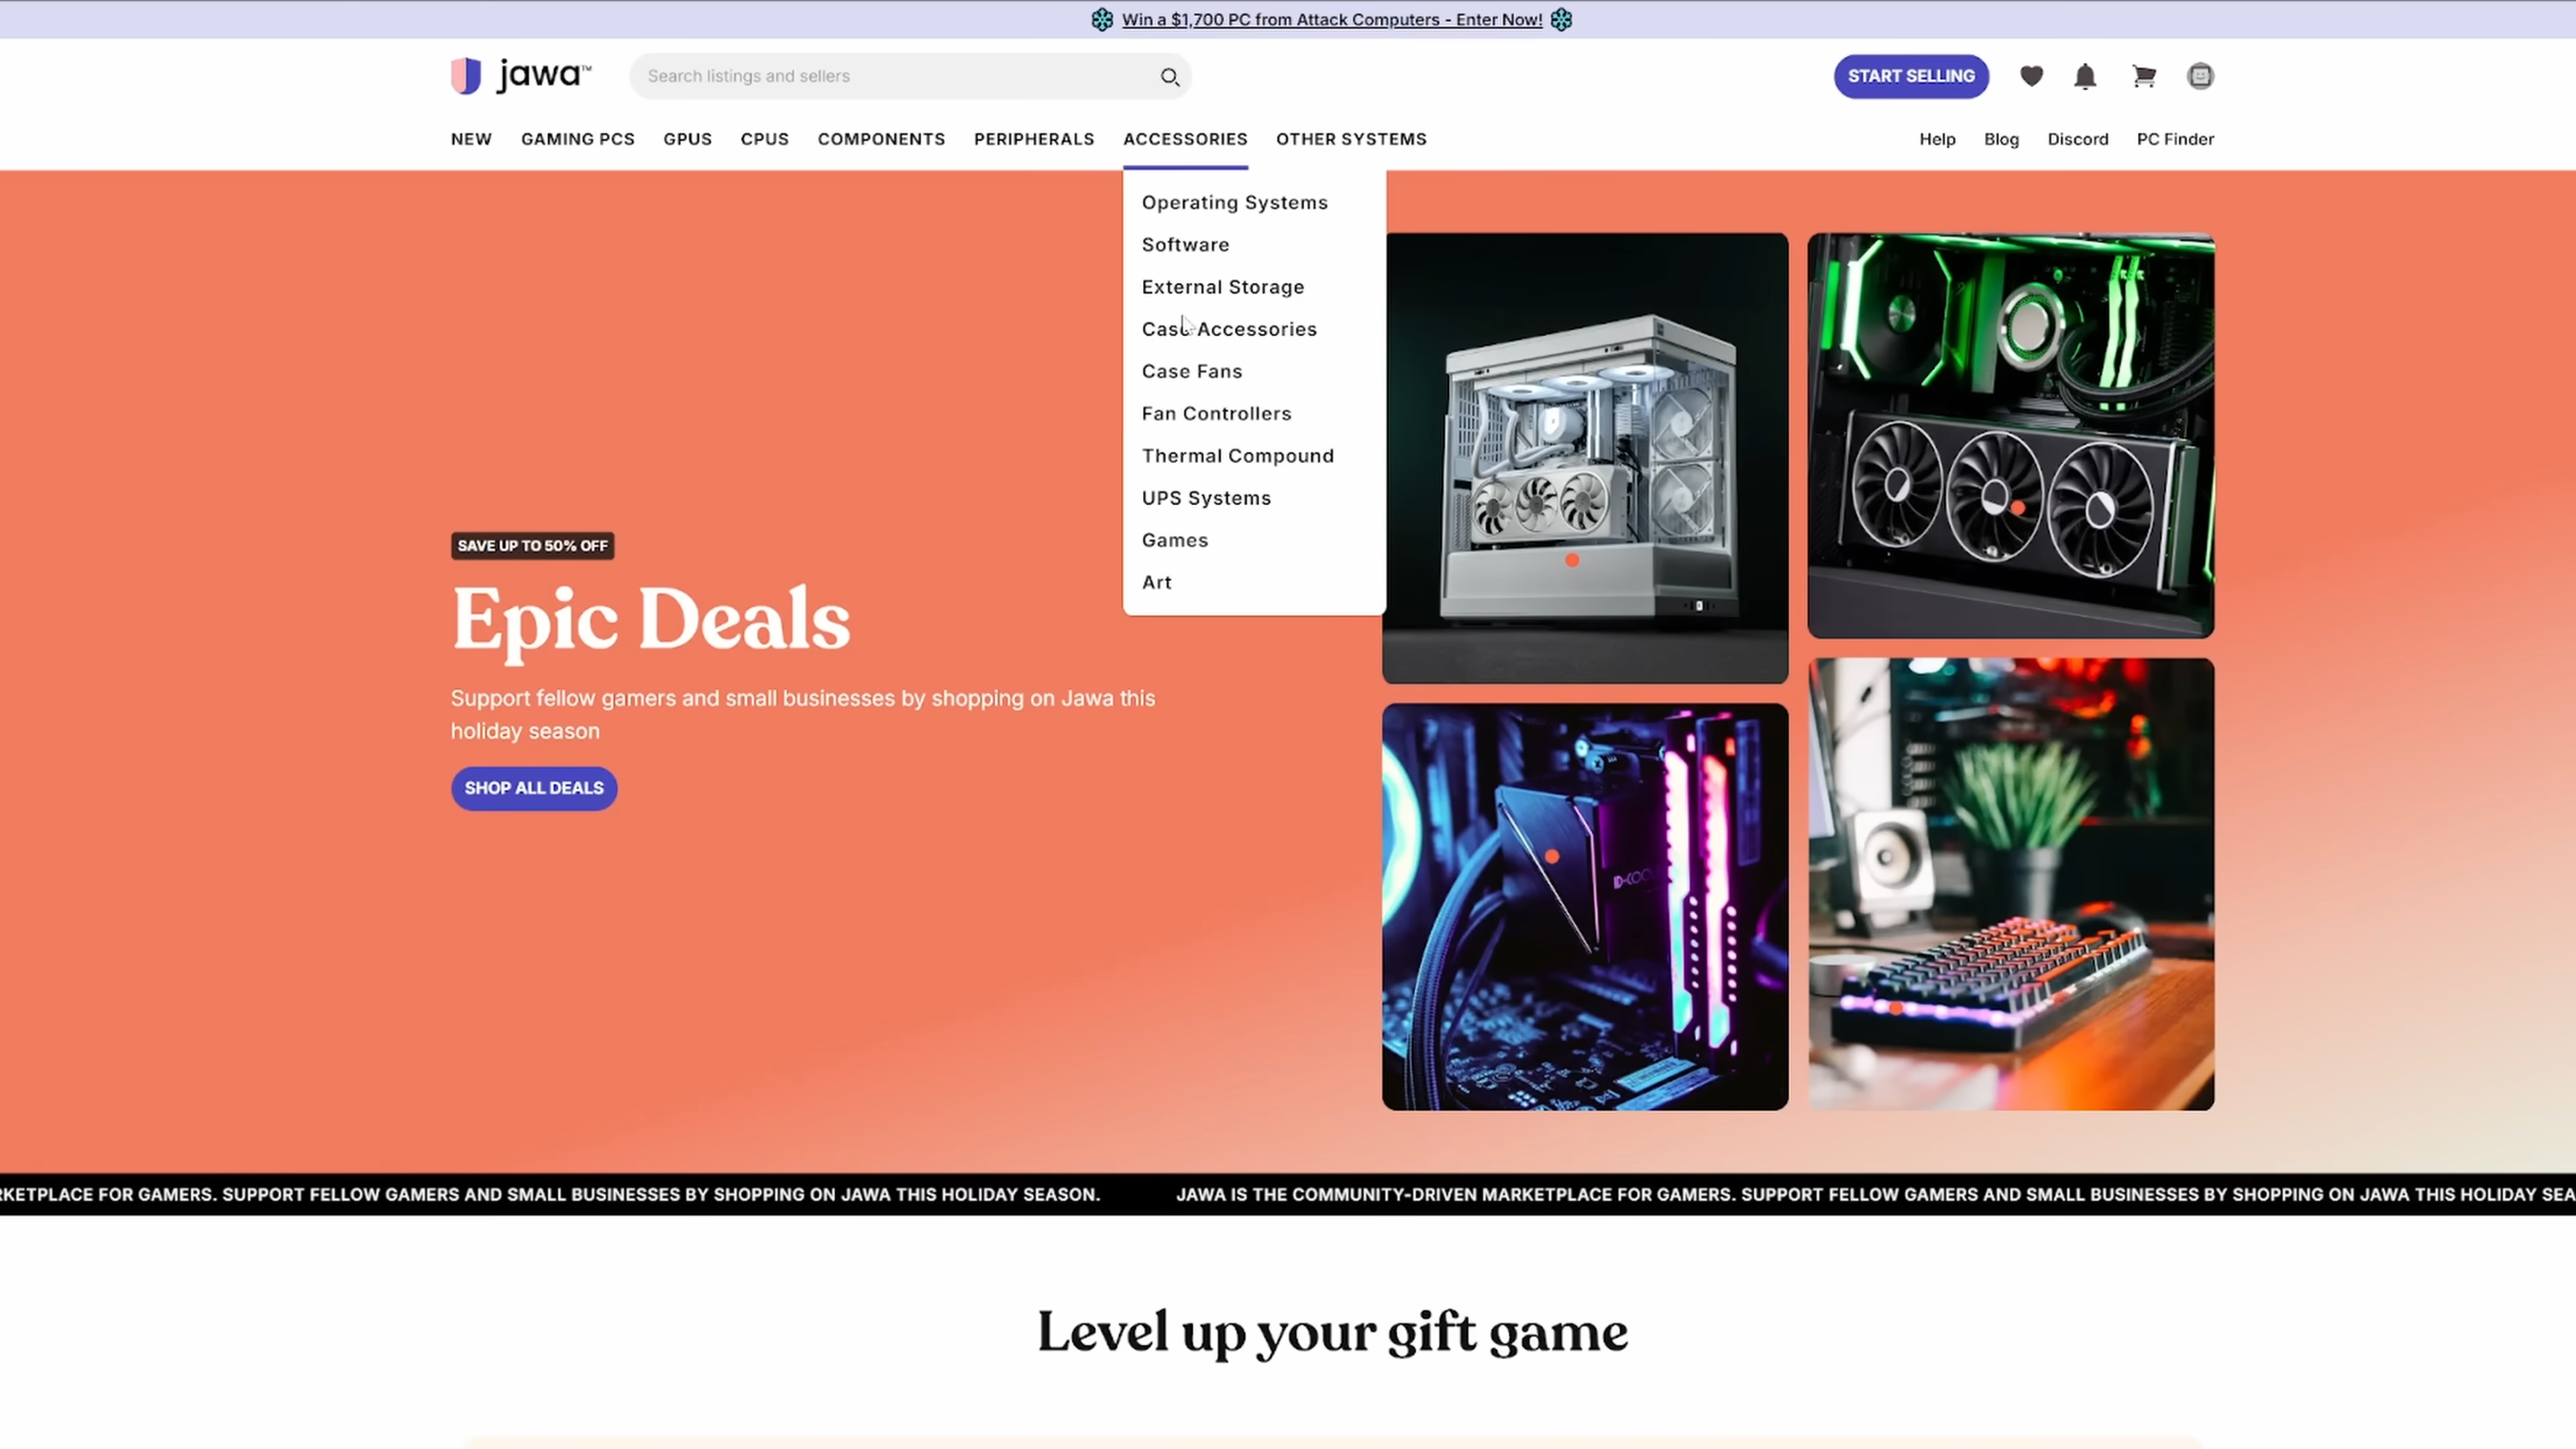 Win a $1,700 PC from Attack Computers - Enter Now!
jawa™
Search listings and sellers
START SELLING
NEW GAMING PCS GPUS CPUS COMPONENTS PERIPHERALS ACCESSORIES OTHER SYSTEMS
Help Blog Discord PC Finder
Operating Systems
Software
External Storage
Case Accessories
Case Fans
Fan Controllers
Thermal Compound
UPS Systems
Games
Art
SAVE UP TO 50% OFF
Epic Deals
Support fellow gamers and small businesses by shopping on Jawa this
holiday season
SHOP ALL DEALS
RKETPLACE FOR GAMERS. SUPPORT FELLOW GAMERS AND SMALL BUSINESSES BY SHOPPING ON JAWA THIS HOLIDAY SEASON. JAWA IS THE COMMUNITY-DRIVEN MARKETPLACE FOR GAMERS. SUPPORT FELLOW GAMERS AND SMALL BUSINESSES BY SHOPPING ON JAWA THIS HOLIDAY SEA
Level up your gift game